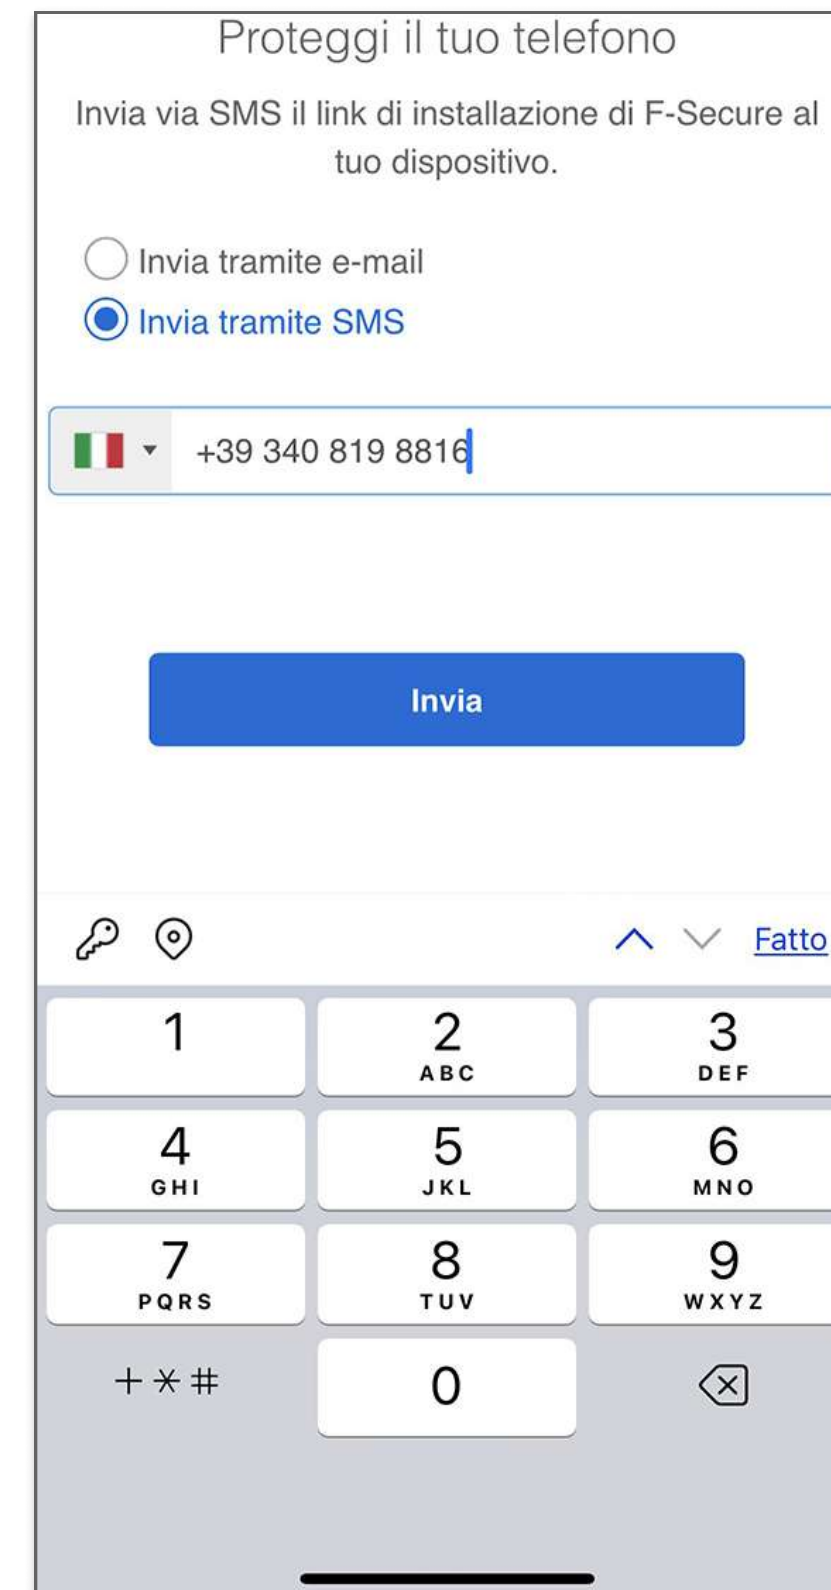 Proteggi il tuo telefono
Invia via SMS il link di installazione di F-Secure al
tuo dispositivo.
Invia tramite e-mail
Invia tramite SMS
+39 340 819 8816
Invia
Fatto
1 2 3
ABC DEF
4 5 6
GHI JKL MNO
7 8 9
PQRS TUV WXYZ
+*# 0